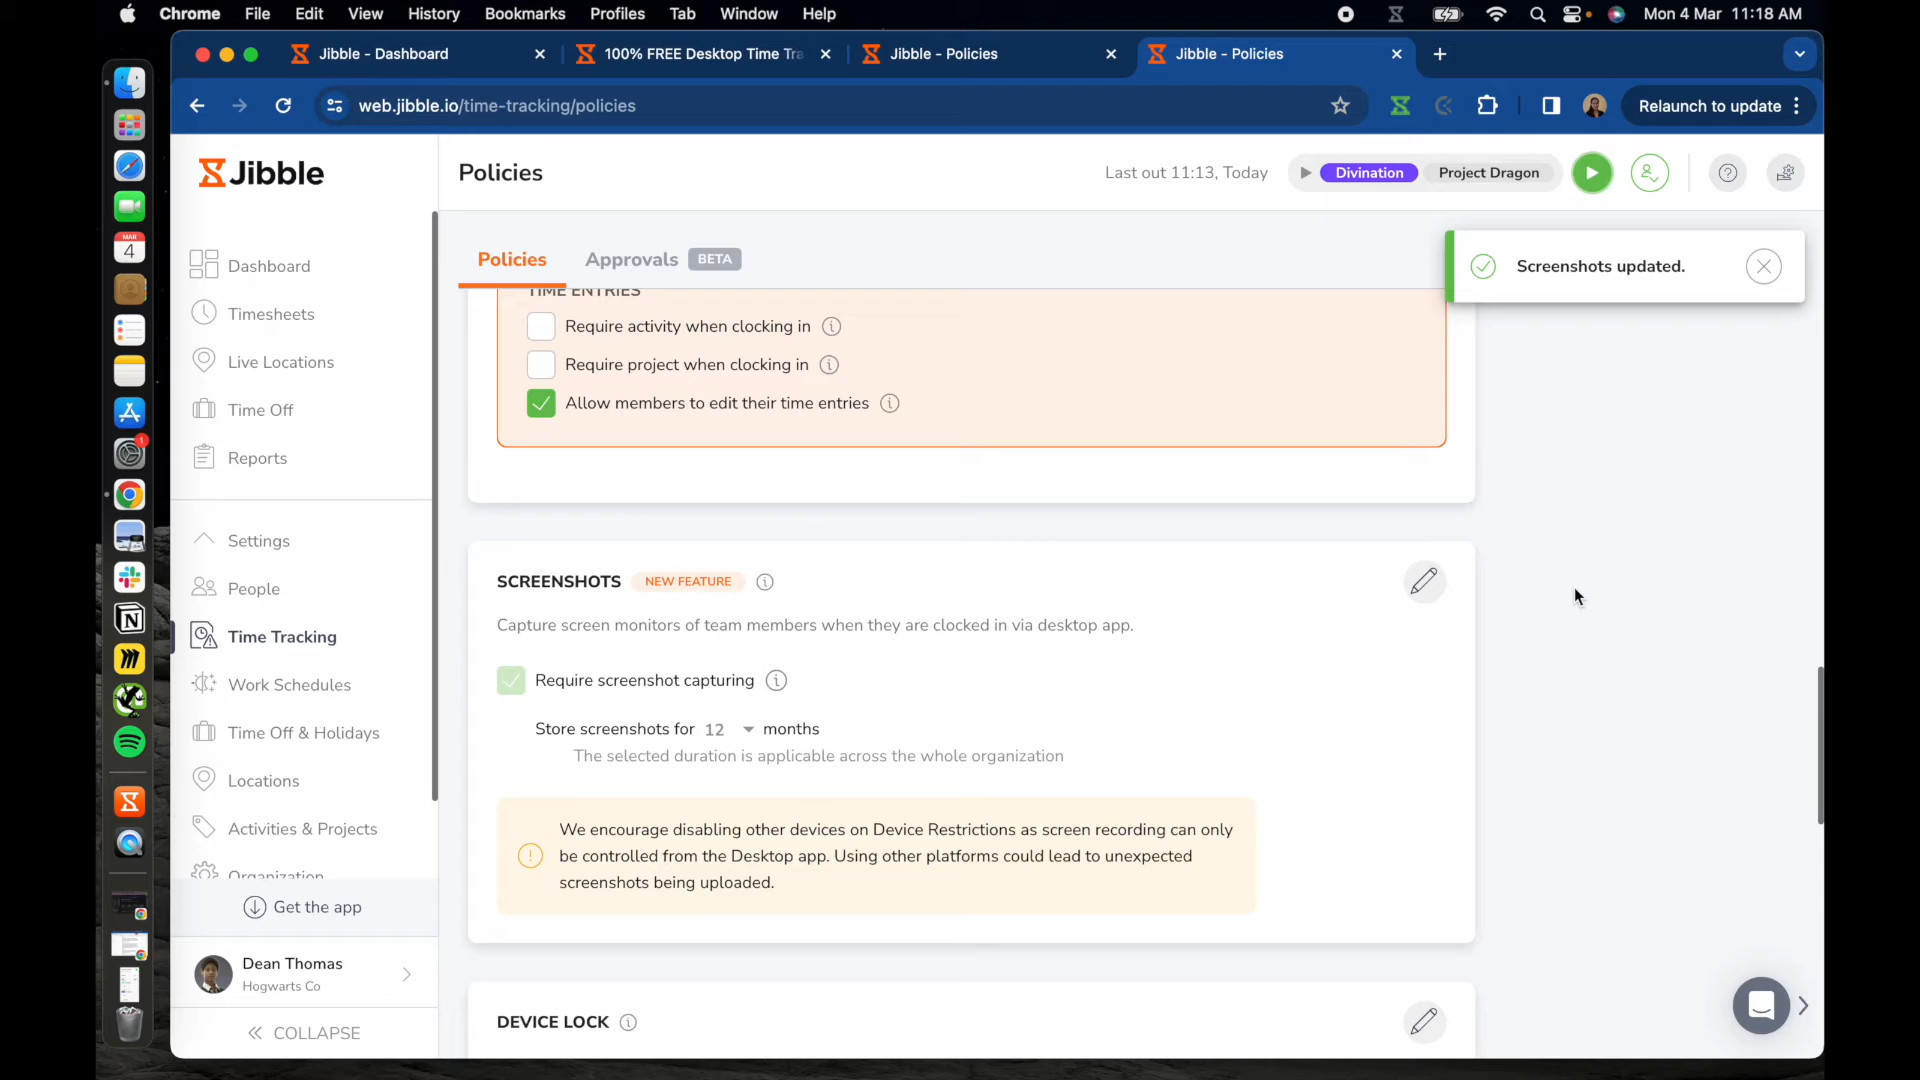 Chrome File Edit View History Bookmarks Profiles Tab Window Help Mon 4 Mar 11:18 AM
Jibble - Dashboard 100% FREE Desktop Time Tra Jibble - Policies Jibble - Policies
web.jibble.io/time-tracking/policies Relaunch to update
MAR
4
1
Jibble
Policies
Last out 11:13, Today Divination Project Dragon
Dashboard
Timesheets
Live Locations
Time Off
Reports
Settings
People
Time Tracking
Work Schedules
Time Off & Holidays
Locations
Activities & Projects
Organization
Get the app
Dean Thomas
Hogwarts Co
COLLAPSE
Policies Approvals BETA
Screenshots updated.
TIME ENTRIES
Require activity when clocking in
Require project when clocking in
Allow members to edit their time entries
SCREENSHOTS NEW FEATURE
Capture screen monitors of team members when they are clocked in via desktop app.
Require screenshot capturing
Store screenshots for 12 months
The selected duration is applicable across the whole organization
We encourage disabling other devices on Device Restrictions as screen recording can only
be controlled from the Desktop app. Using other platforms could lead to unexpected
screenshots being uploaded.
DEVICE LOCK